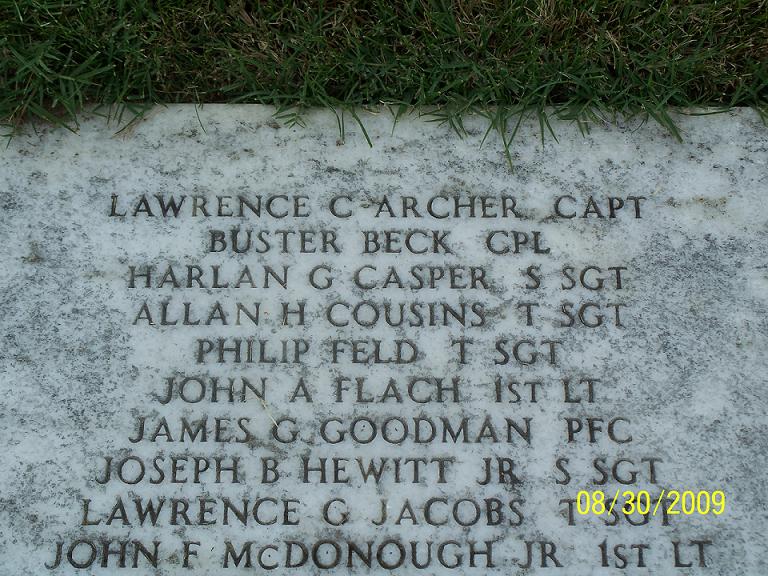 LAWRENCE C ARCHER CAPT
BUSTER BECK CPL
HARLAN G CASPER S SGT
ALLAN H COUSINS T SGT
PHILIP FELD T SGT
JOHN A FLACH 1ST LT
JAMES G GOODMAN PFC
JOSEPH B HEWITT JR S SGT
LAWRENCE G JACOBS T SGT
08/30/2009
JOHN F McDONOUGH JR 1ST LT